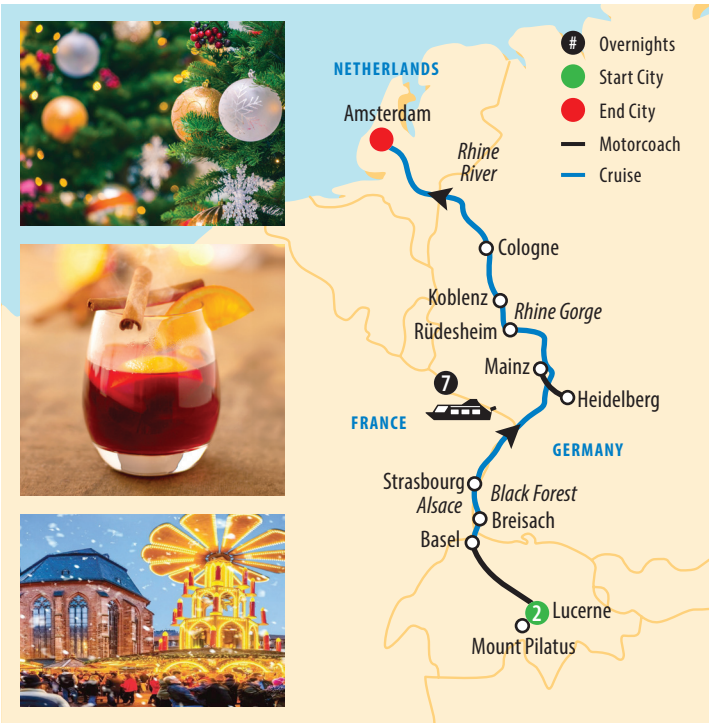 # Overnights
Start City
End City
Motorcoach
Cruise
NETHERLANDS
Amsterdam
Rhine
River
Cologne
Koblenz
Rhine Gorge
Rüdesheim
Mainz
7
Heidelberg
FRANCE
GERMANY
Strasbourg
Alsace
Black Forest
Breisach
Basel
2
Lucerne
Mount Pilatus